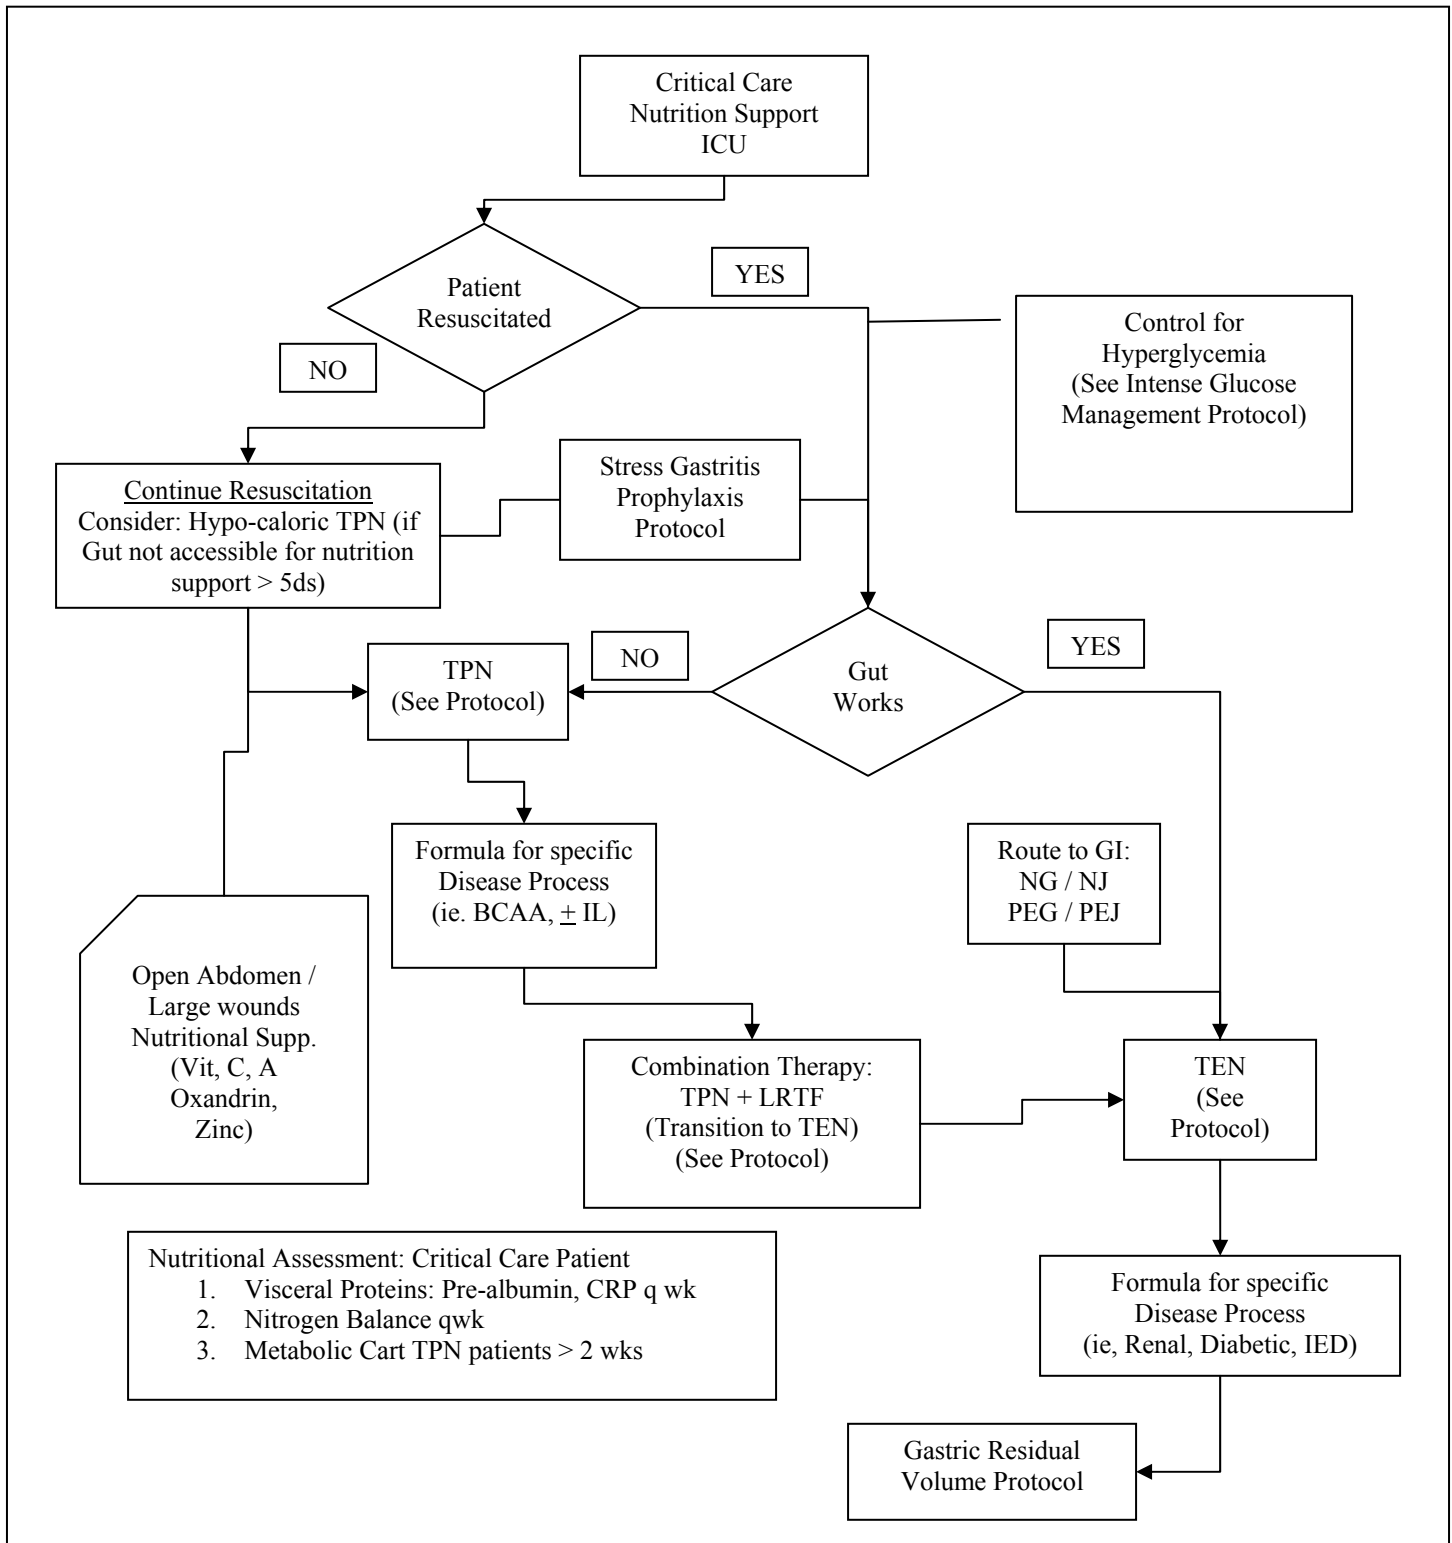 Critical Care
Nutrition Support
ICU
Patient
Resuscitated
YES
NO
Control for
Hyperglycemia
(See Intense Glucose
Management Protocol)
Continue Resuscitation
Consider: Hypo-caloric TPN (if
Gut not accessible for nutrition
support > 5ds)
Stress Gastritis
Prophylaxis
Protocol
TPN
(See Protocol)
NO
Gut
Works
YES
Formula for specific
Disease Process
(ie. BCAA, ± IL)
Route to GI:
NG / NJ
PEG / PEJ
Open Abdomen /
Large wounds
Nutritional Supp.
(Vit, C, A
Oxandrin,
Zinc)
Combination Therapy:
TPN + LRTF
(Transition to TEN)
(See Protocol)
TEN
(See
Protocol)
Nutritional Assessment: Critical Care Patient
1. Visceral Proteins: Pre-albumin, CRP q wk
2. Nitrogen Balance qwk
3. Metabolic Cart TPN patients > 2 wks
Formula for specific
Disease Process
(ie, Renal, Diabetic, IED)
Gastric Residual
Volume Protocol